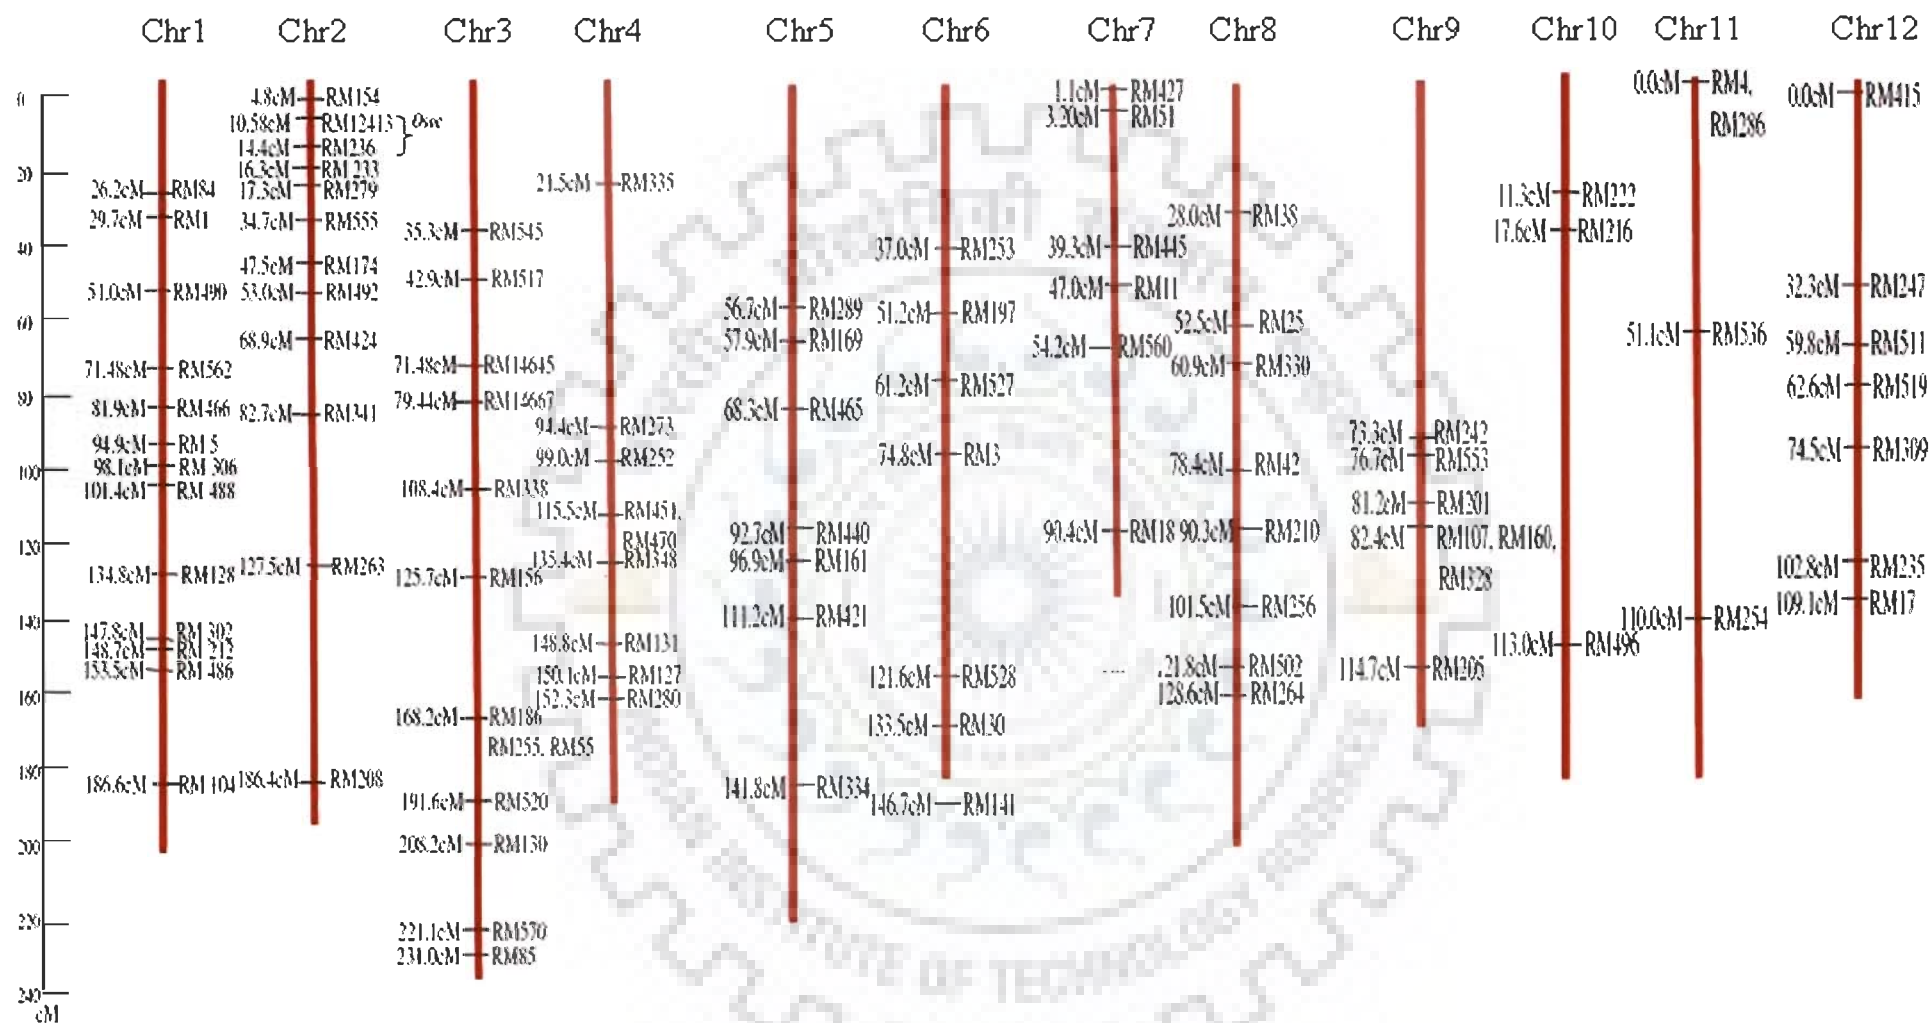 Chr1 Chr2 Chr3 Chr4 Chr5 Chr6 Chr7 Chr8 Chr9 Chr10 Chr11 Chr12
0
20
40
60
80
100
120
140
160
180
200
220
240
cM
26.2cM RM84
29.7cM RM1
51.0cM RM490
71.48cM RM562
81.9cM RM466
94.9cM RM 5
98.1cM RM 306
101.4cM RM 488
134.8cM RM128
147.8cM RM 302
148.7cM RM 212
153.5cM RM 486
186.6cM RM 104
4.8cM RM154
10.58cM RM12413
14.4cM RM236
16.3cM RM 233
17.3cM RM279
34.7cM RM555
47.5cM RM174
53.0cM RM492
68.9cM RM424
82.7cM RM341
127.5cM RM263
186.4cM RM208
35.3cM RM545
42.9cM RM517
71.48cM RM14645
79.44cM RM14667
108.4cM RM338
125.7cM RM156
168.2cM RM186
RM255, RM55
191.6cM RM520
208.2cM RM130
221.1cM RM570
231.0cM RM85
21.5cM RM335
94.4cM RM273
99.0cM RM252
115.5cM RM451,
RM470
135.4cM RM348
148.8cM RM131
150.1cM RM127
152.3cM RM280
56.7cM RM289
57.9cM RM169
68.3cM RM465
92.7cM RM440
96.9cM RM161
111.2cM RM421
141.8cM RM334
37.0cM RM253
51.2cM RM197
61.2cM RM527
74.8cM RM3
121.6cM RM528
133.5cM RM30
146.7cM RM141
1.1cM RM427
3.20cM RM51
39.3cM RM445
47.0cM RM11
54.2cM RM560
90.4cM RM18
28.0cM RM38
52.5cM RM25
60.9cM RM330
78.4cM RM42
90.3cM RM210
101.5cM RM256
21.8cM RM502
128.6cM RM264
73.3cM RM242
76.7cM RM553
81.2cM RM201
82.4cM RM107, RM160,
RM328
114.7cM RM205
11.3cM RM222
17.6cM RM216
113.0cM RM496
0.0cM RM4,
RM286
51.1cM RM536
110.0cM RM254
0.0cM RM415
32.3cM RM247
59.8cM RM511
62.6cM RM519
74.5cM RM309
102.8cM RM235
109.1cM RM17
OF TECHNOLOGY